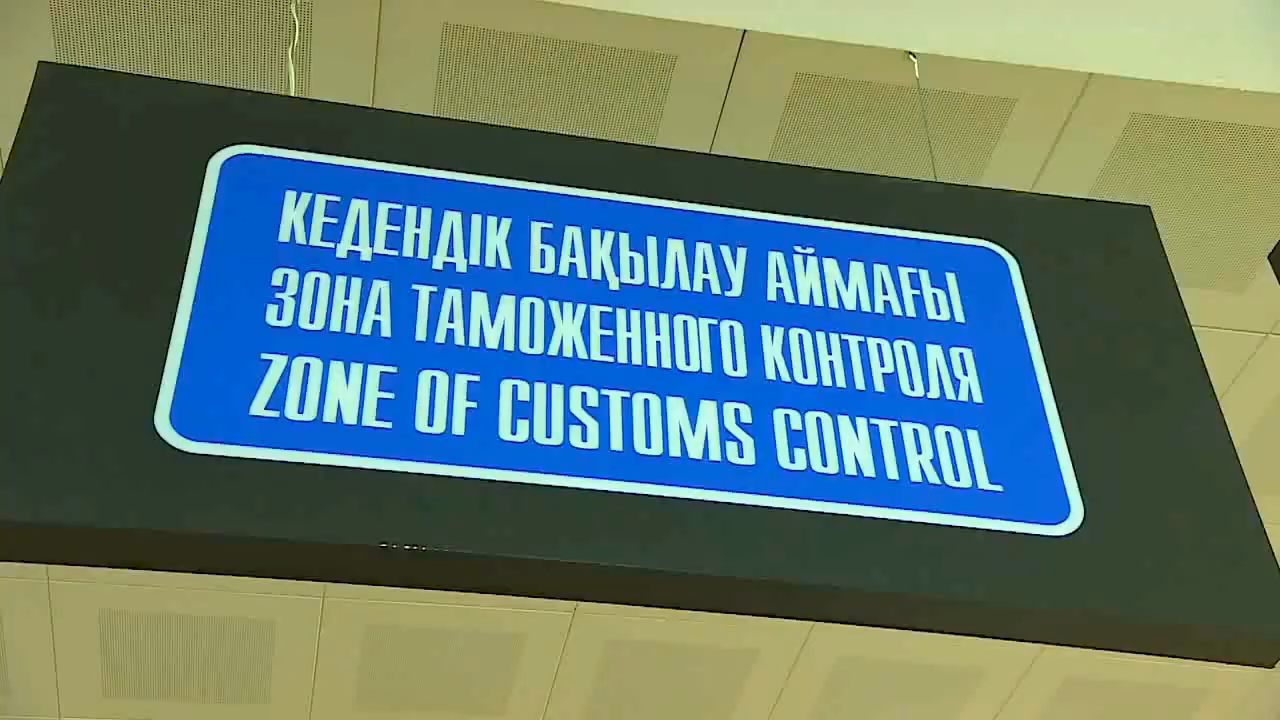 КЕДЕНДІК БАҚЫЛАУ АЙМАҒЫ
ЗОНА ТАМОЖЕННОГО КОНТРОЛЯ
ZONE OF CUSTOMS CONTROL